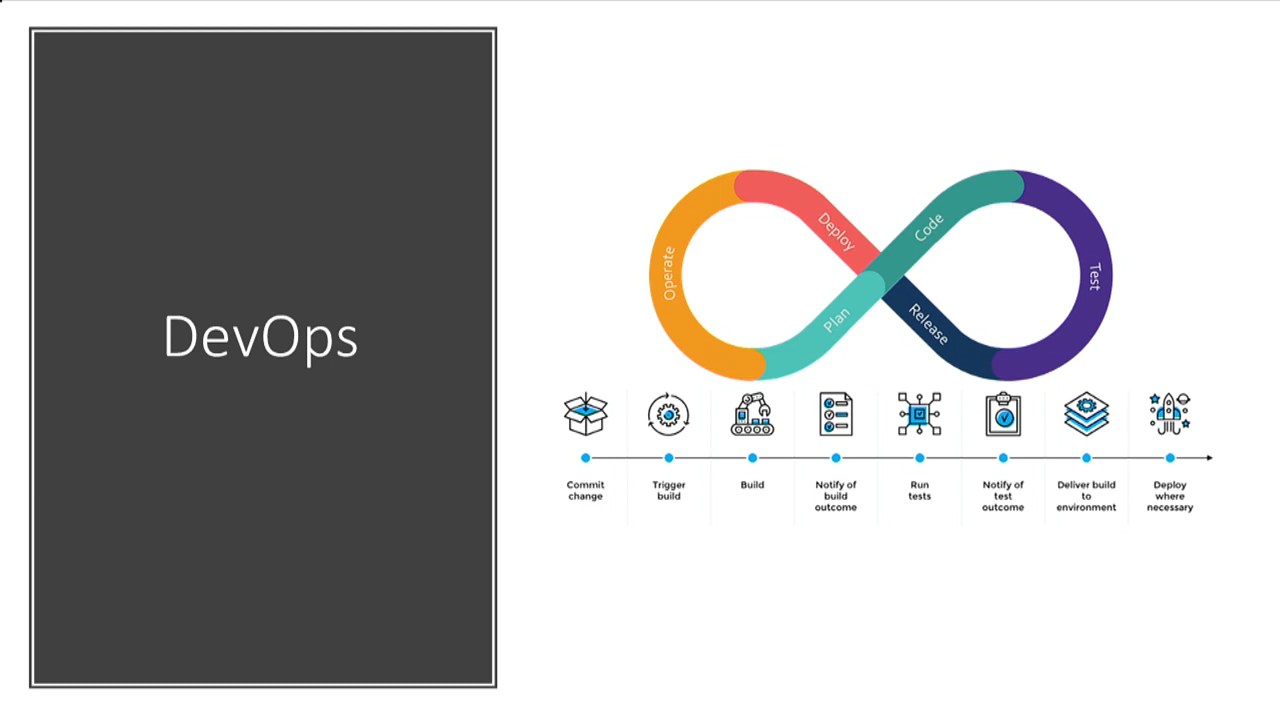 DevOps
Deploy
Code
Operate
Test
Plan
Release
Commit
change
Trigger
build
Build
Notify of
build
outcome
Run
tests
Notify of
test
outcome
Deliver build
to
environment
Deploy
where
necessary